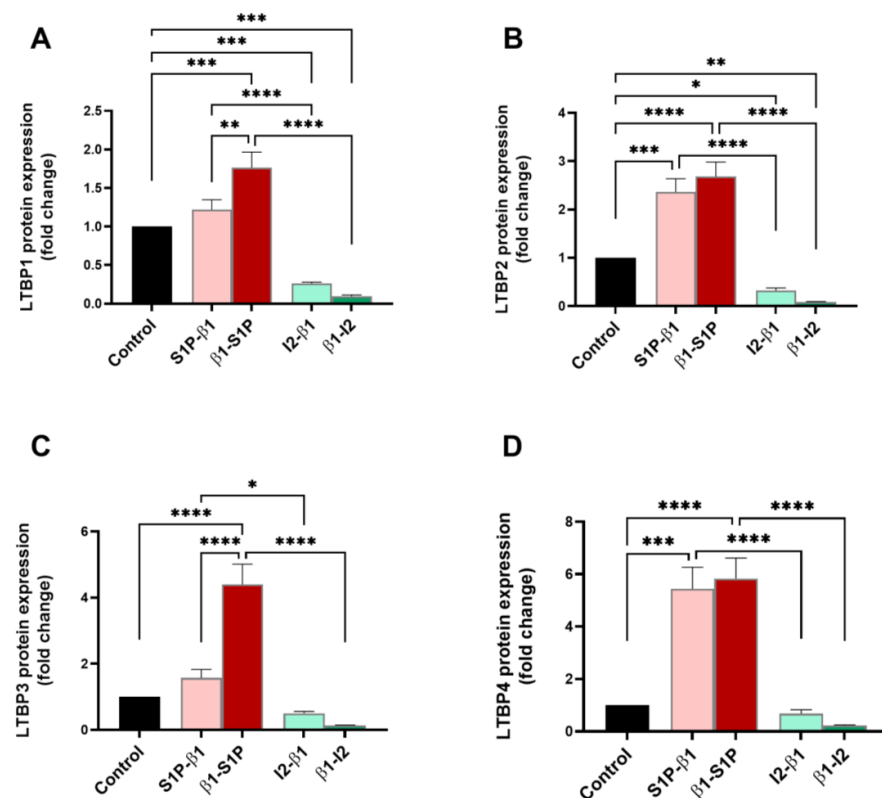 A
***
***
***
****
**
****
LTBP1 protein expression
(fold change)
2.5
2.0
1.5
1.0
0.5
0.0
Control
S1P-β1
β1-S1P
I2-β1
β1-I2
B
**
*
****
****
***
****
LTBP2 protein expression
(fold change)
4
3
2
1
0
Control
S1P-β1
β1-S1P
I2-β1
β1-I2
C
*
****
****
****
LTBP3 protein expression
(fold change)
6
4
2
0
Control
S1P-β1
β1-S1P
I2-β1
β1-I2
D
****
****
***
****
LTBP4 protein expression
(fold change)
8
6
4
2
0
Control
S1P-β1
β1-S1P
I2-β1
β1-I2